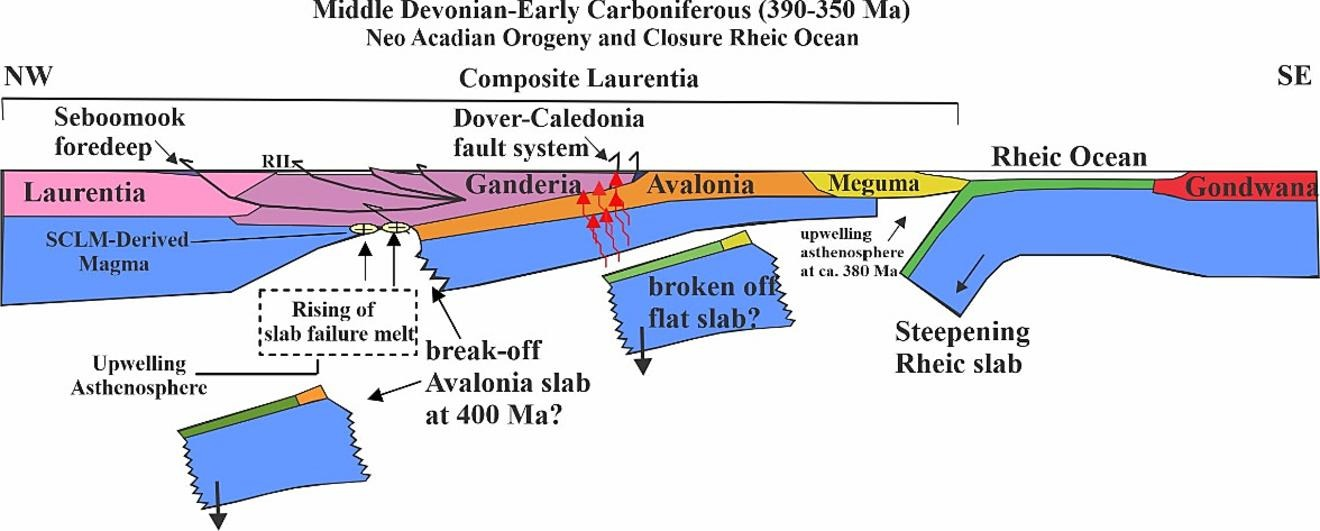 Middle Devonian-Early Carboniferous (390-350 Ma)
Neo Acadian Orogeny and Closure Rheic Ocean
NW
SE
Composite Laurentia
Seboomook
foredeep
Dover-Caledonia
fault system
RIL
Rheic Ocean
Laurentia
Ganderia
Avalonia
Meguma
Gondwana
SCLM-Derived
Magma
upwelling
asthenosphere
at ca. 380 Ma
broken off
flat slab?
Rising of
slab failure melt
Steepening
Rheic slab
Upwelling
Asthenosphere
break-off
Avalonia slab
at 400 Ma?